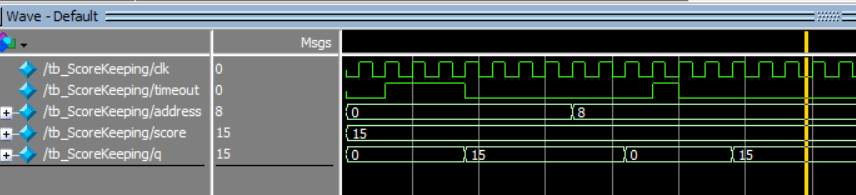 Wave - Default
Msgs
/tb_ScoreKeeping/clk 0
/tb_ScoreKeeping/timeout 0
/tb_ScoreKeeping/address 8 0 8
/tb_ScoreKeeping/score 15 15
/tb_ScoreKeeping/q 15 0 15 0 15